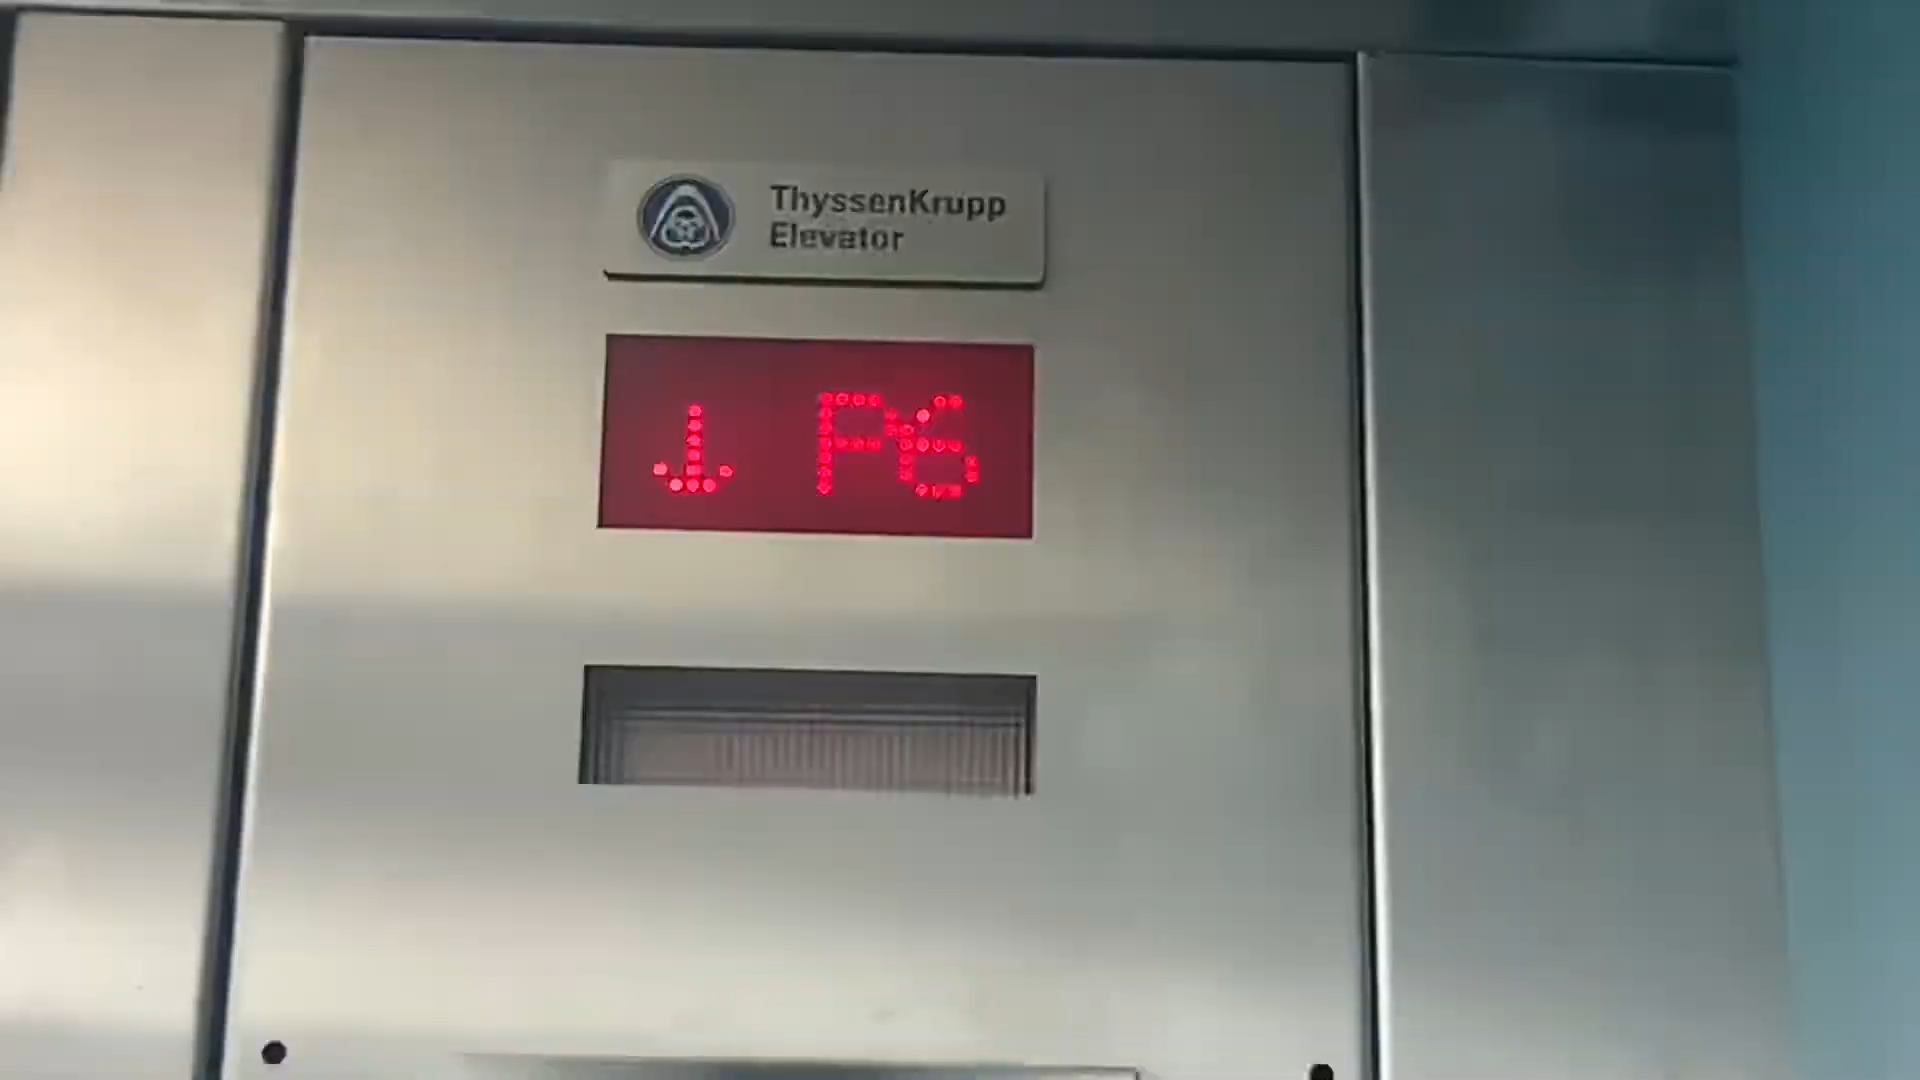 ThyssenKrupp
Elevator
↓ P6